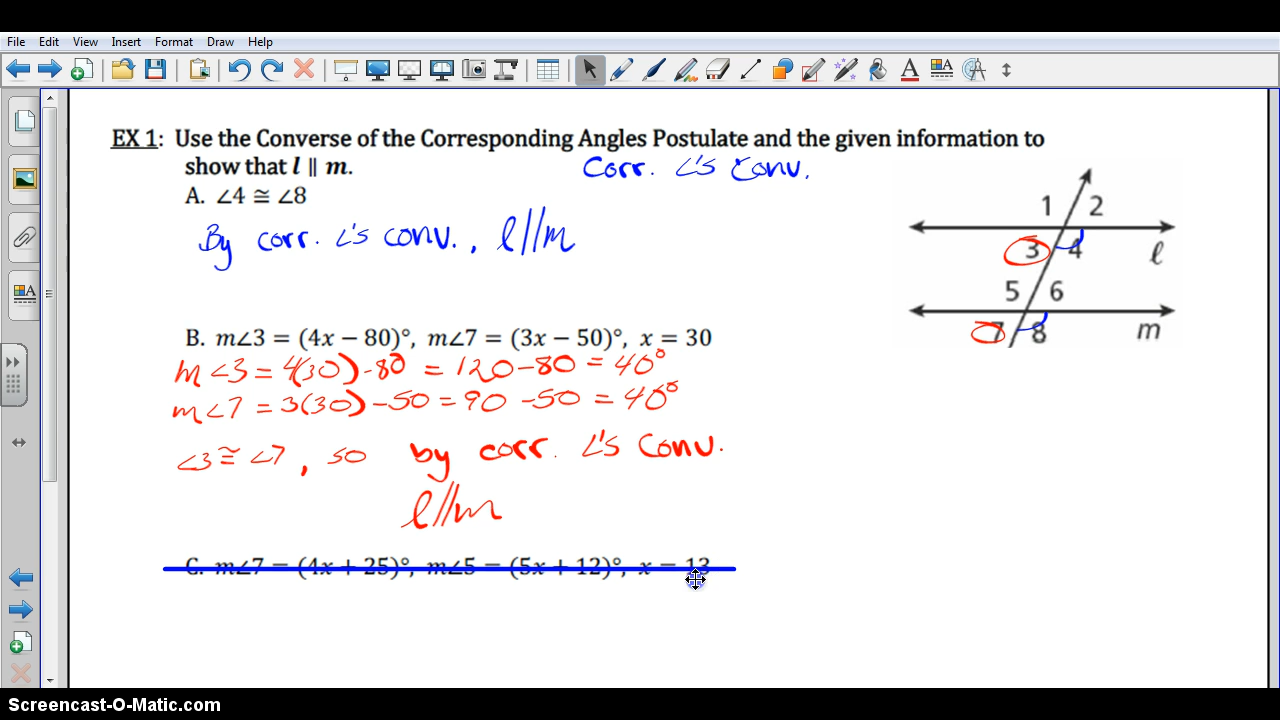 File Edit View Insert Format Draw Help
EX 1: Use the Converse of the Corresponding Angles Postulate and the given information to
show that l ∥ m.
Corr. ∠'s Conv.
A. ∠4 ≅ ∠8
By corr. ∠'s conv., l//m
1 2
3 4
ℓ
5 6
7 8
m
B. m∠3 = (4x − 80)°, m∠7 = (3x − 50)°, x = 30
m∠3 = 4(30)-80 = 120-80 = 40°
m∠7 = 3(30)-50 = 90-50 = 40°
∠3 ≅ ∠7, so by corr. ∠'s Conv.
l//m
C. m∠7 = (4x + 25)°, m∠5 = (5x + 12)°, x = 13
Screencast-O-Matic.com